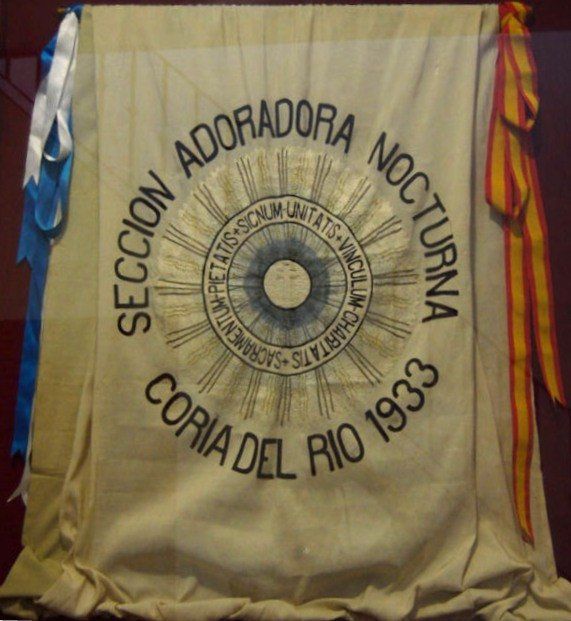 SECCION ADORADORA NOCTURNA
CORIA DEL RIO 1933
SACRAMENTUM + PIETATIS + SIGNUM - UNITATIS + VINCULUM - CHARITATIS +